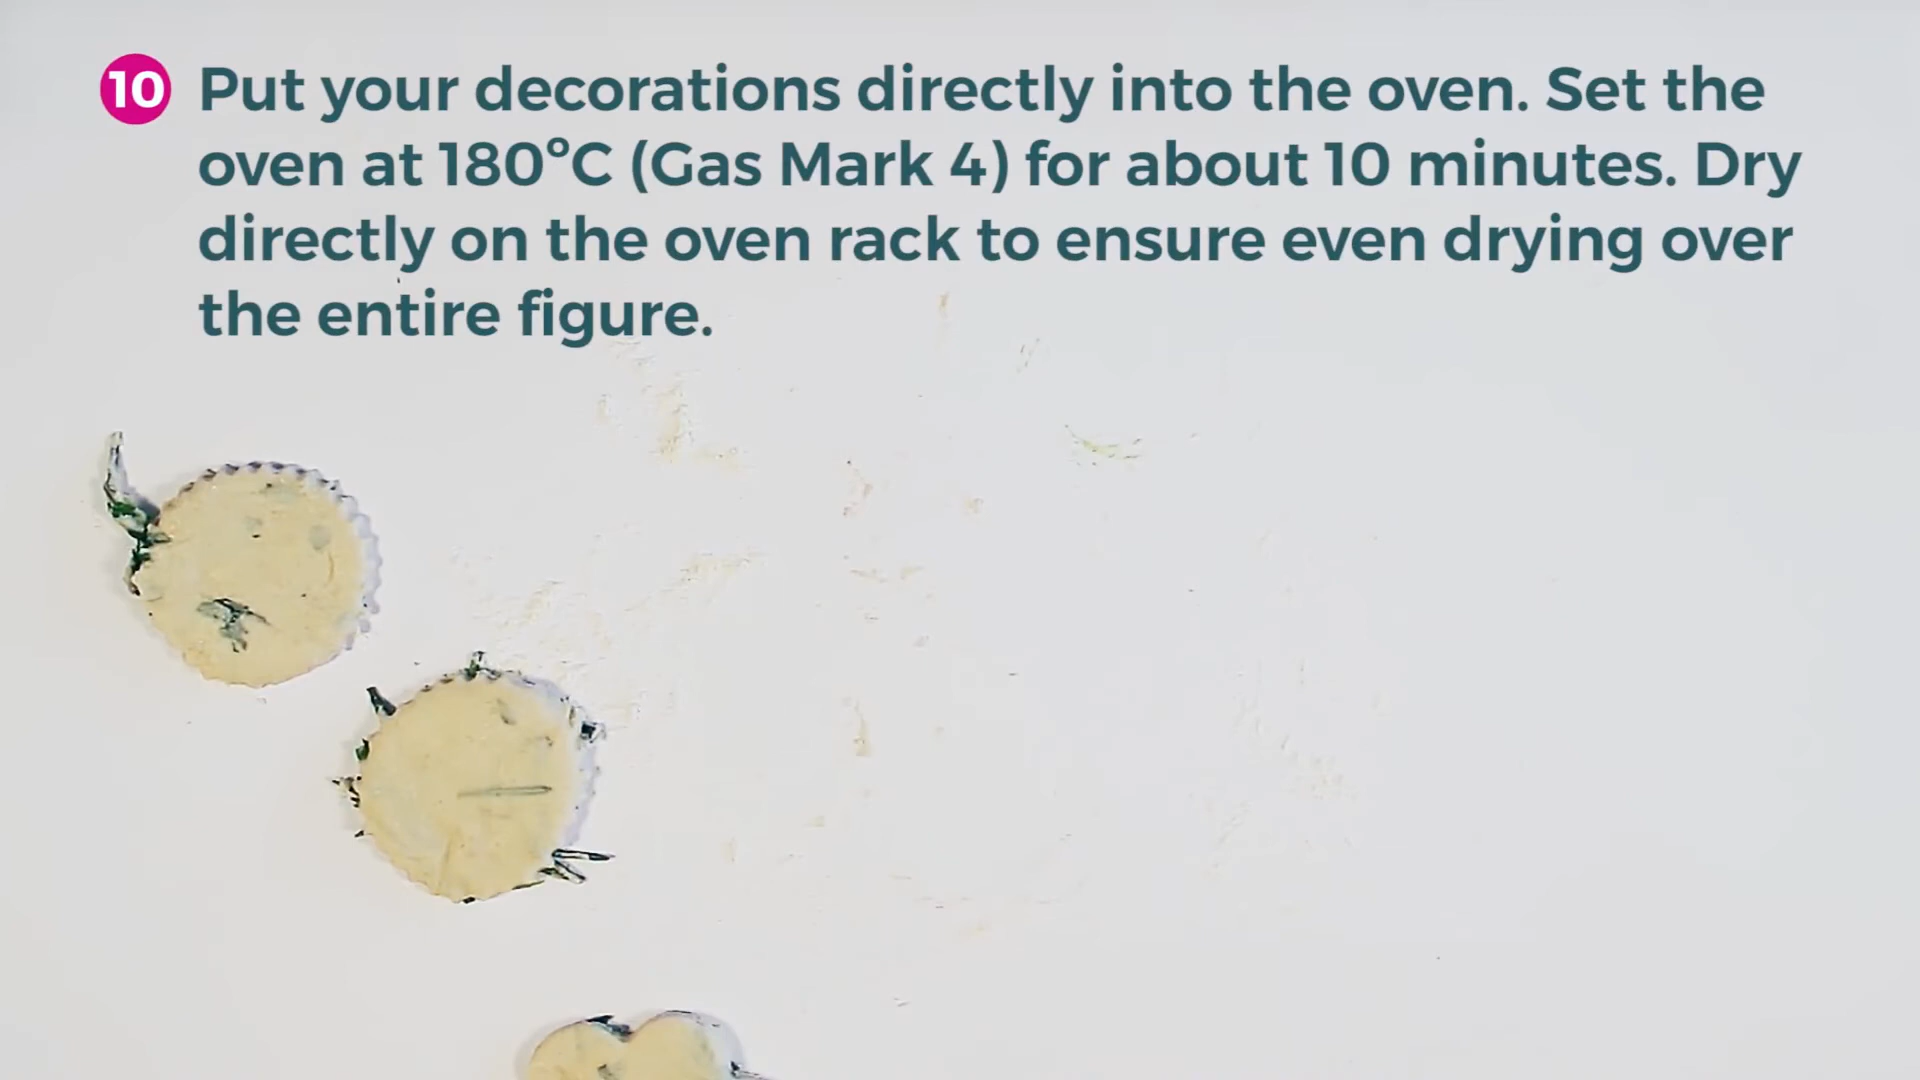 10 Put your decorations directly into the oven. Set the
oven at 180ºC (Gas Mark 4) for about 10 minutes. Dry
directly on the oven rack to ensure even drying over
the entire figure.